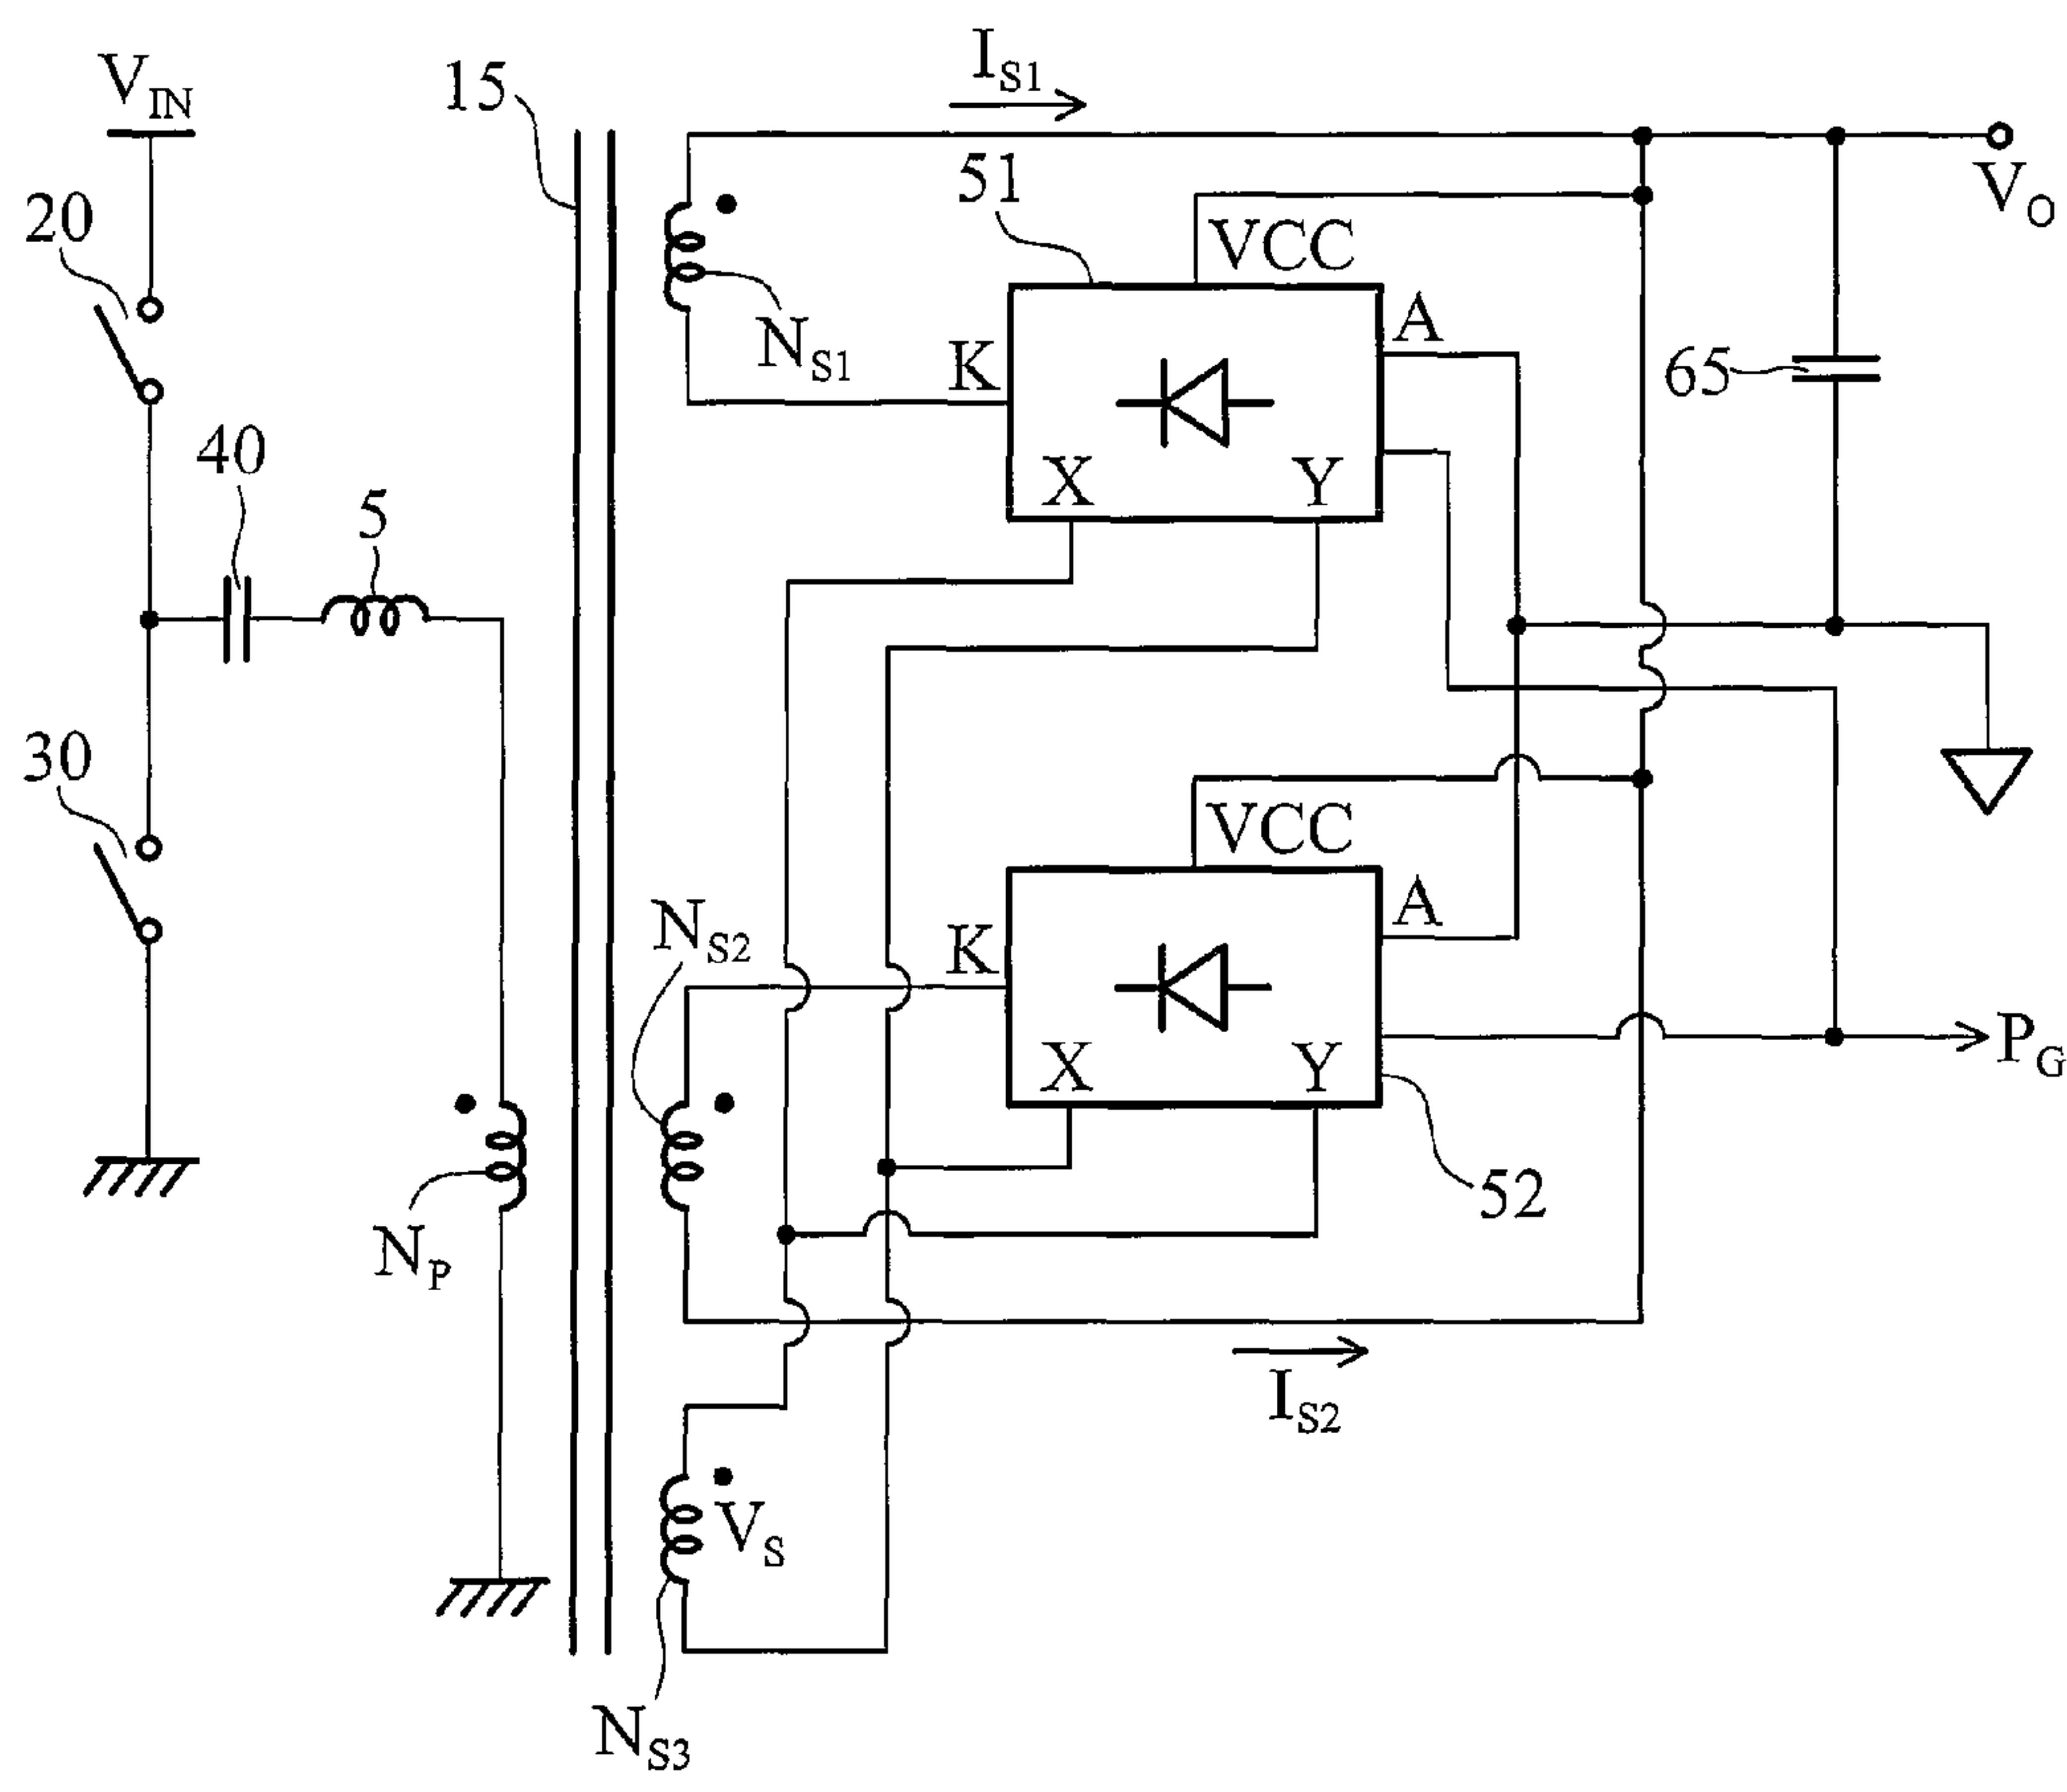 I_S1
V_IN
15
V_O
51
20
VCC
A
N_S1
K
65
40
X
Y
5
30
VCC
A
N_S2
K
P_G
X
Y
52
N_P
I_S2
V_S
N_S3